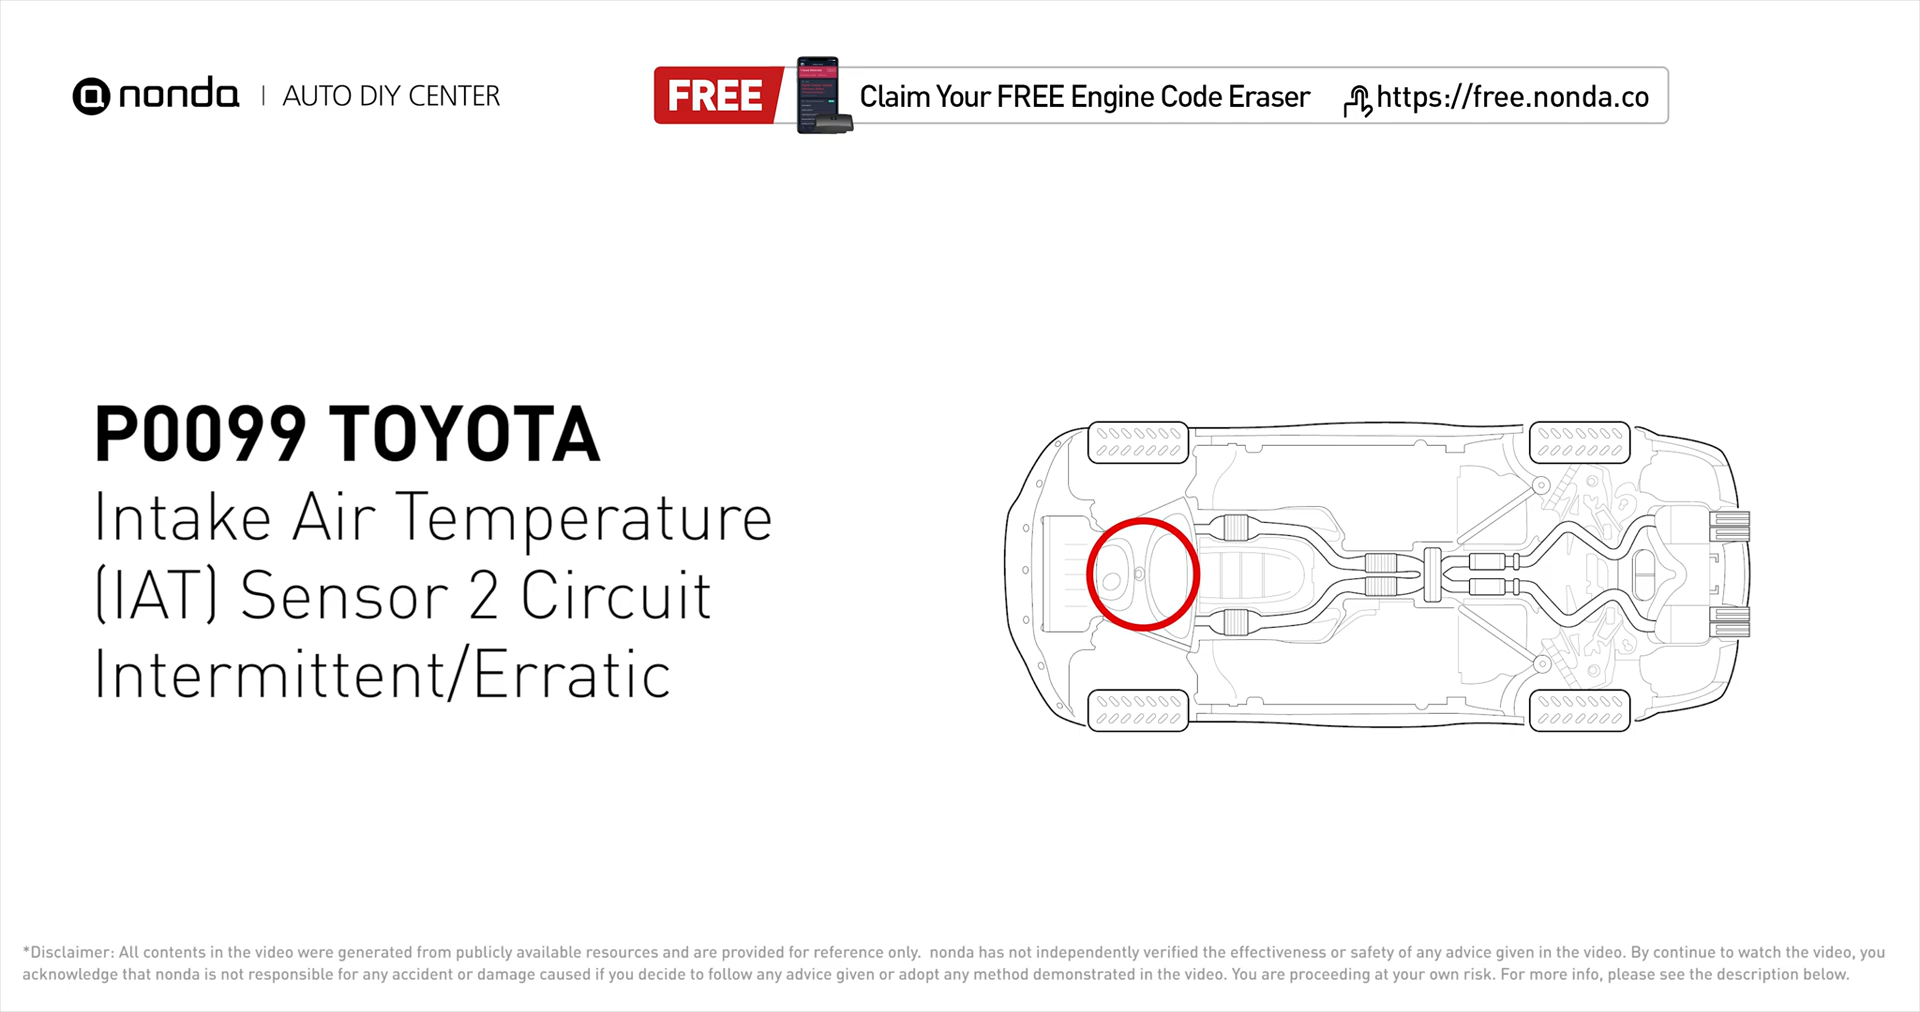 nonda | AUTO DIY CENTER
FREE Claim Your FREE Engine Code Eraser https://free.nonda.co
P0099 TOYOTA
Intake Air Temperature
(IAT) Sensor 2 Circuit
Intermittent/Erratic
*Disclaimer: All contents in the video were generated from publicly available resources and are provided for reference only. nonda has not independently verified the effectiveness or safety of any advice given in the video. By continue to watch the video, you
acknowledge that nonda is not responsible for any accident or damage caused if you decide to follow any advice given or adopt any method demonstrated in the video. You are proceeding at your own risk. For more info, please see the description below.